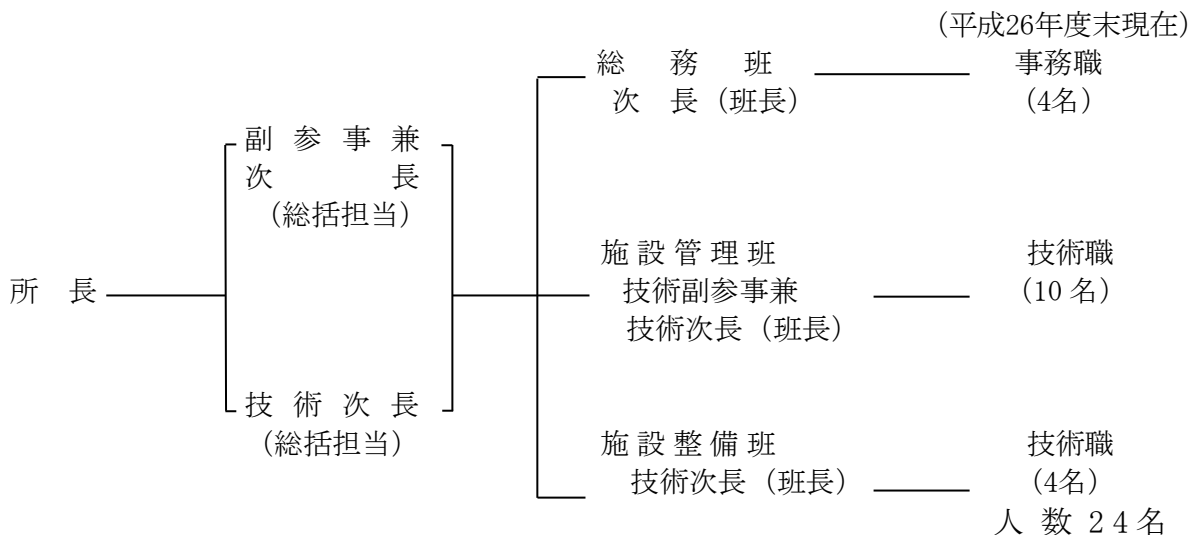 (平成26年度末現在)
所 長
副 参 事 兼
次 長
(総括担当)
技 術 次 長
(総括担当)
総 務 班
次 長 (班長)
事務職
(4名)
施 設 管 理 班
技術副参事兼
技術次長 (班長)
技術職
(10 名)
施 設 整 備 班
技術次長 (班長)
技術職
(4名)
人 数 2 4 名